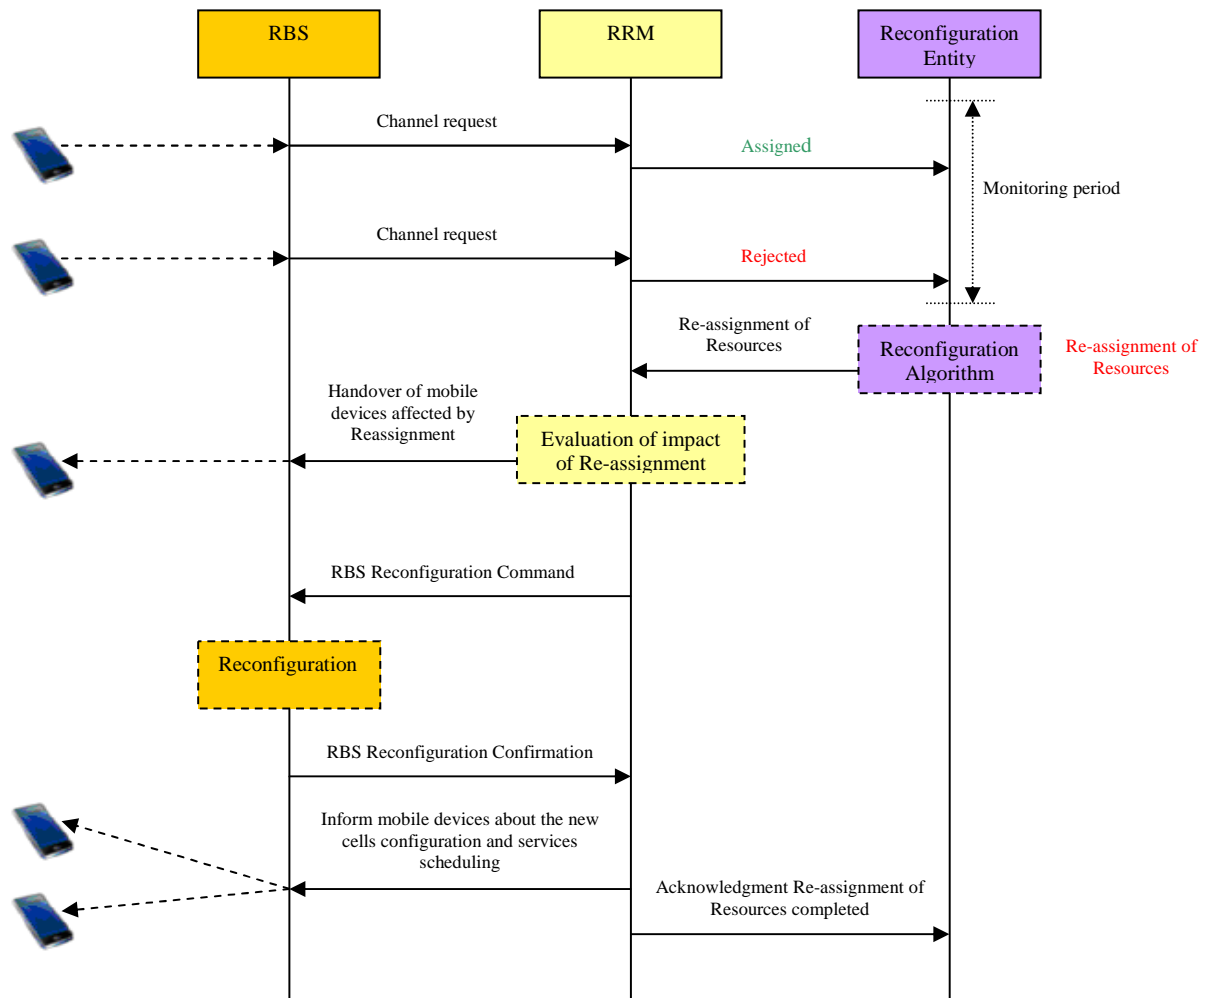 RBS
RRM
Reconfiguration
Entity
Channel request
Assigned
Monitoring period
Channel request
Rejected
Re-assignment of
Resources
Reconfiguration
Algorithm
Re-assignment of
Resources
Handover of mobile
devices affected by
Reassignment
Evaluation of impact
of Re-assignment
RBS Reconfiguration Command
Reconfiguration
RBS Reconfiguration Confirmation
Inform mobile devices about the new
cells configuration and services
scheduling
Acknowledgment Re-assignment of
Resources completed